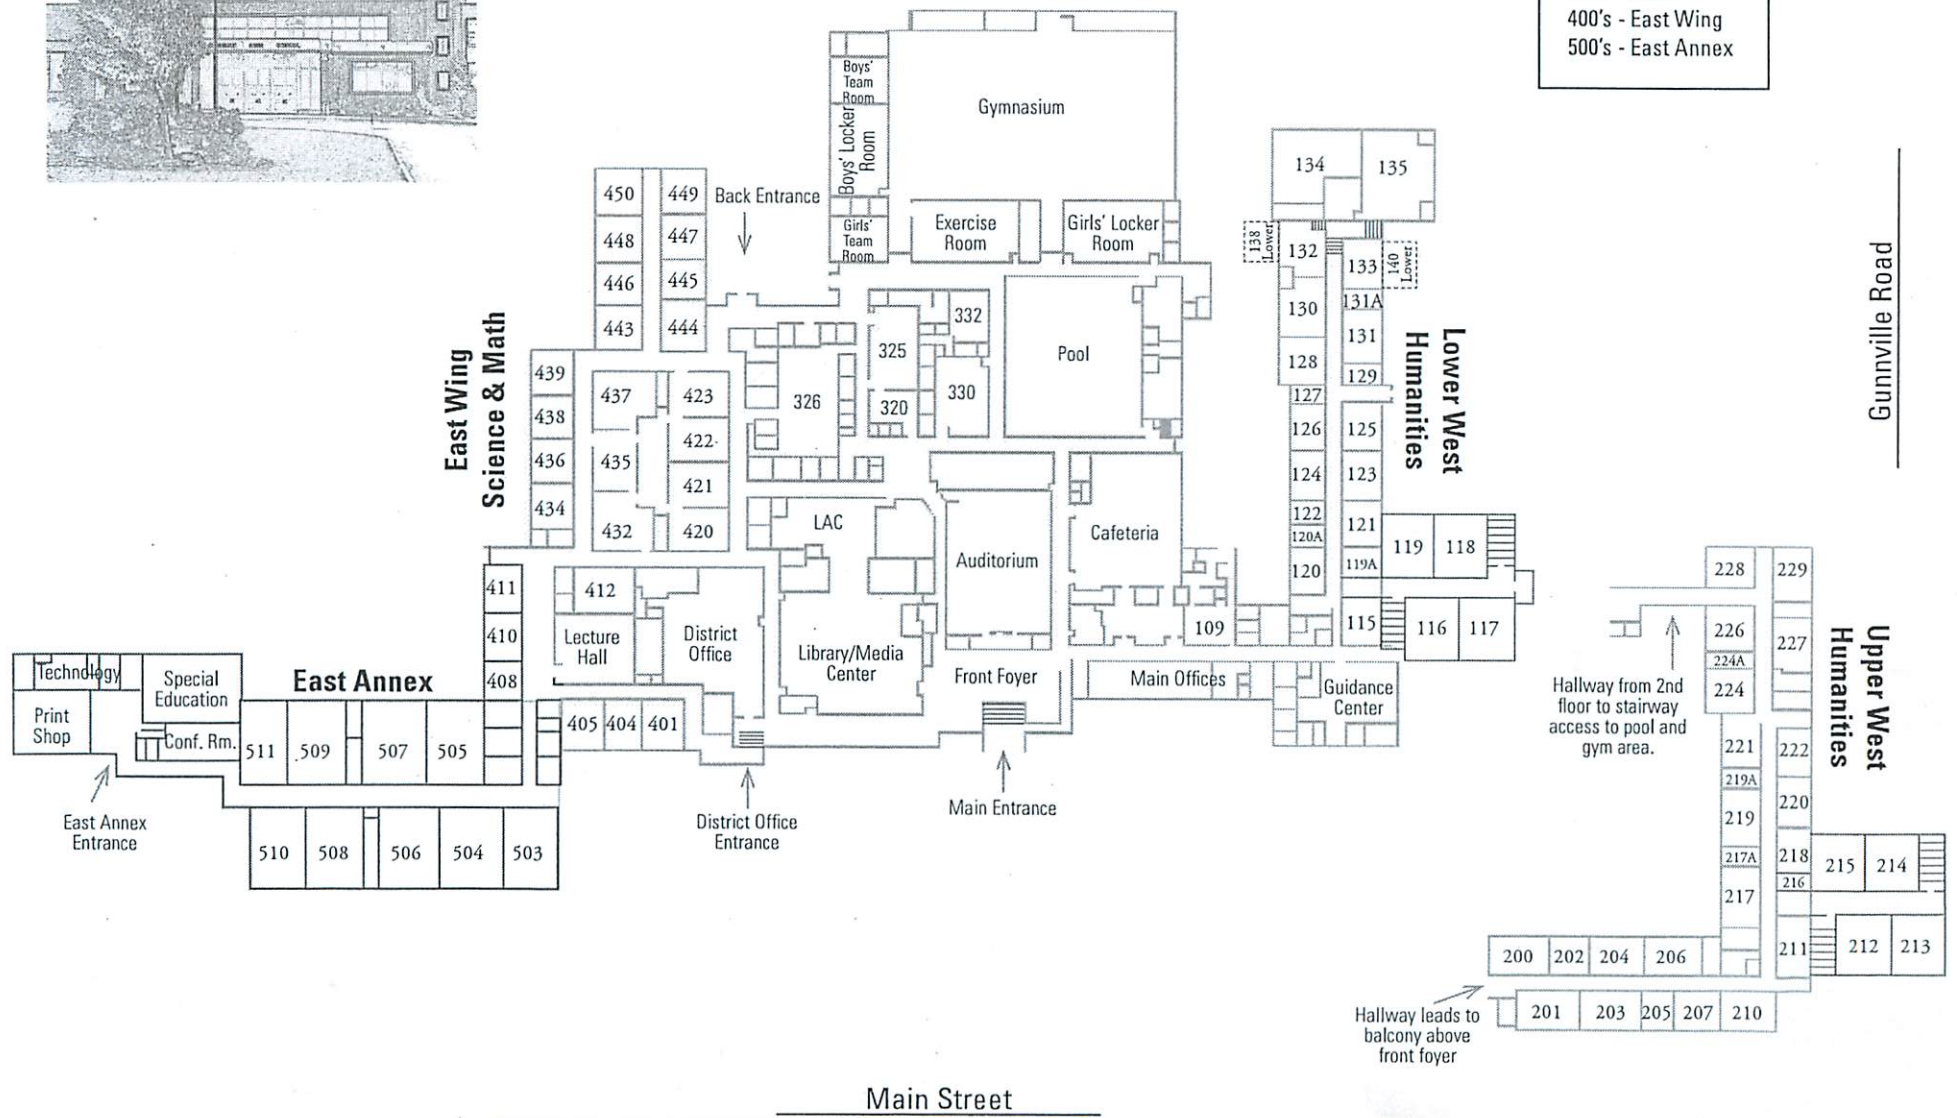 400's - East Wing
500's - East Annex
Boys'
Team
Room
Boys' Locker
Room
Gymnasium
Girls'
Team
Room
Exercise
Room
Girls' Locker
Room
Back Entrance
450
449
448
447
446
445
443
444
134
135
138
Lower
132
133
140
Lower
131A
130
131
128
129
127
126
125
124
123
122
121
120A
119A
120
119
118
115
116
117
Lower West
Humanities
Gunnville Road
East Wing
Science & Math
439
438
436
434
437
435
432
423
422
421
420
326
325
320
332
330
Pool
LAC
Auditorium
Cafeteria
109
411
410
408
412
Lecture
Hall
District
Office
Library/Media
Center
Front Foyer
Main Offices
Guidance
Center
405
404
401
East Annex
Technology
Special
Education
Print
Shop
Conf. Rm.
511
509
507
505
510
508
506
504
503
East Annex
Entrance
District Office
Entrance
Main Entrance
228
229
226
227
224A
224
Hallway from 2nd
floor to stairway
access to pool and
gym area.
Upper West
Humanities
221
222
219A
220
219
217A
218
215
214
216
217
211
212
213
200
202
204
206
201
203
205
207
210
Hallway leads to
balcony above
front foyer
Main Street